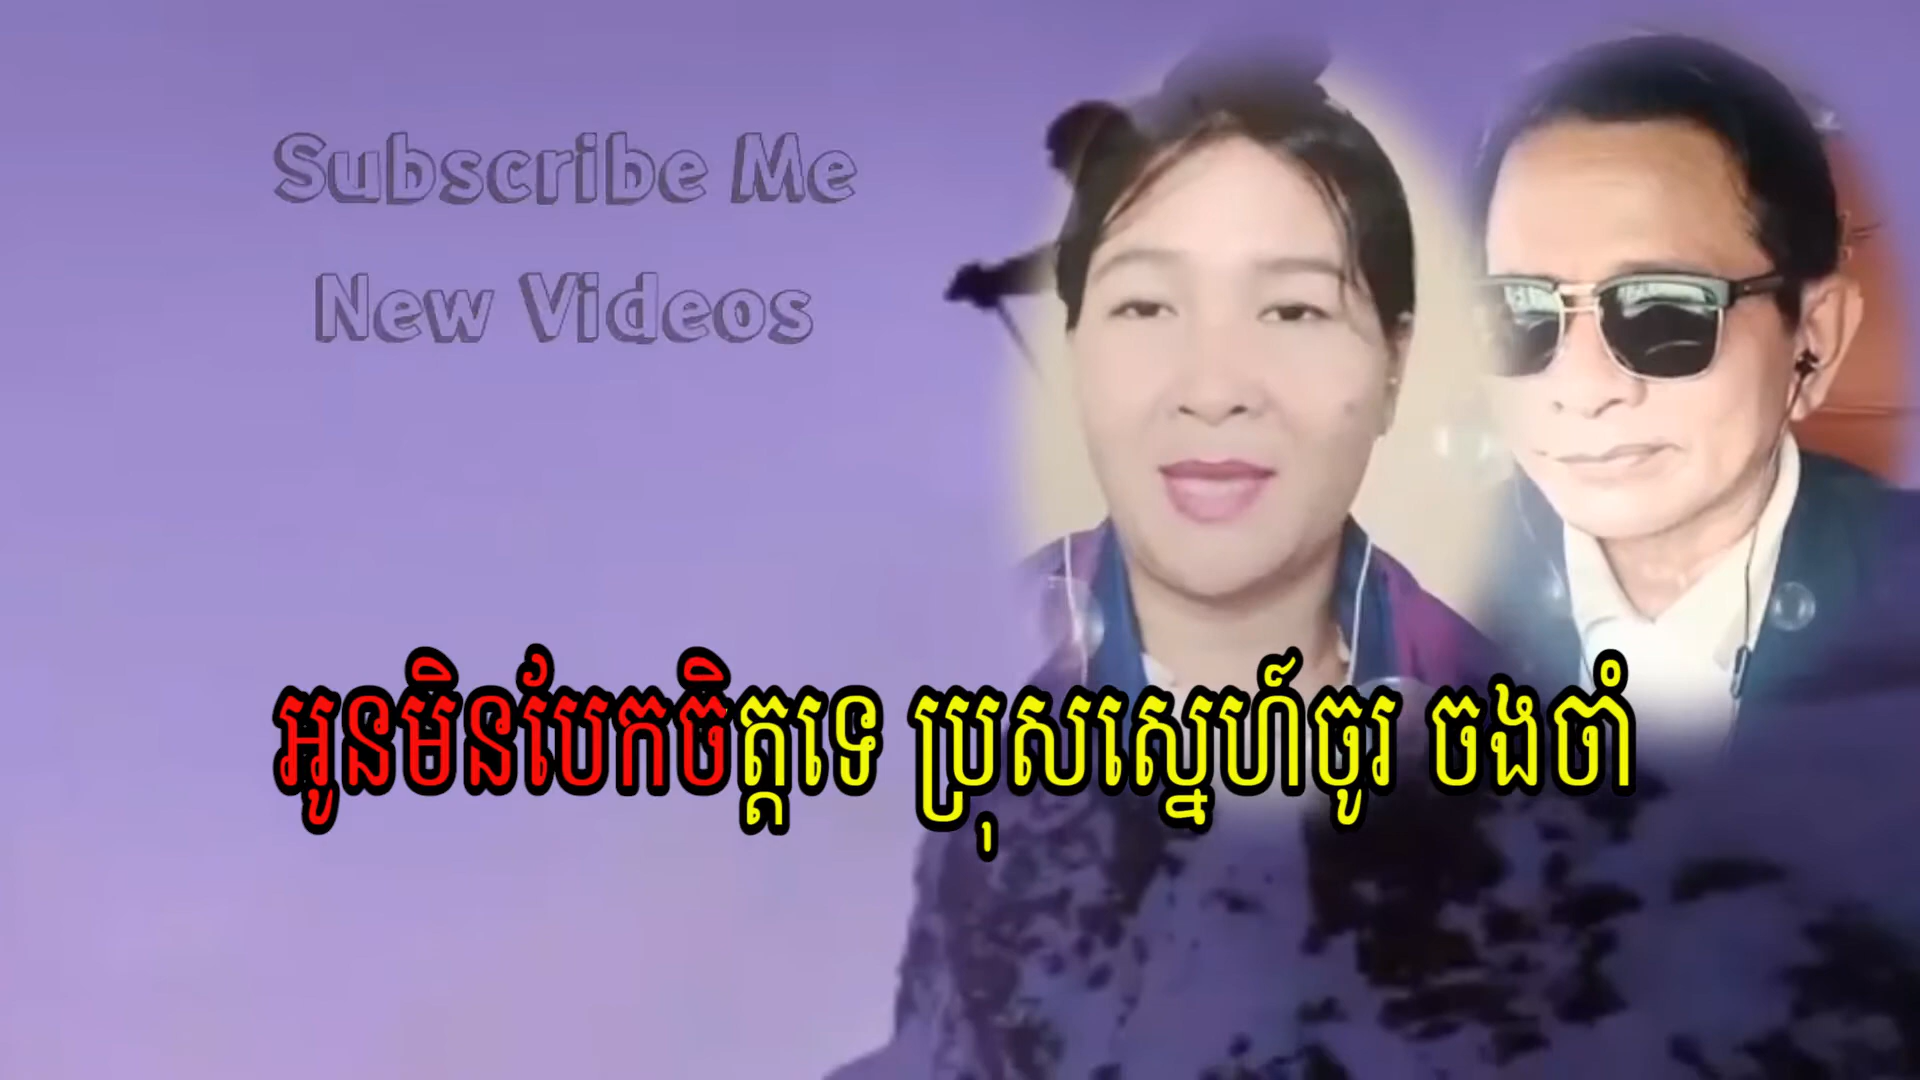 Subscribe Me
New Videos
អូនមិនបែកចិត្តទេ ប្រុសស្នេហ៍ចូរ ចងចាំ